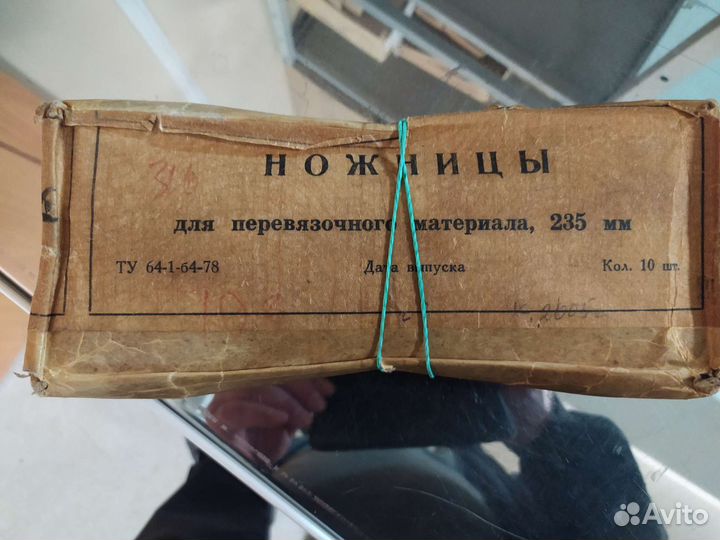 НОЖНИЦЫ
для перевязочного материала, 235 мм
ТУ 64-1-64-78 Дата выпуска Кол. 10 шт.
Avito